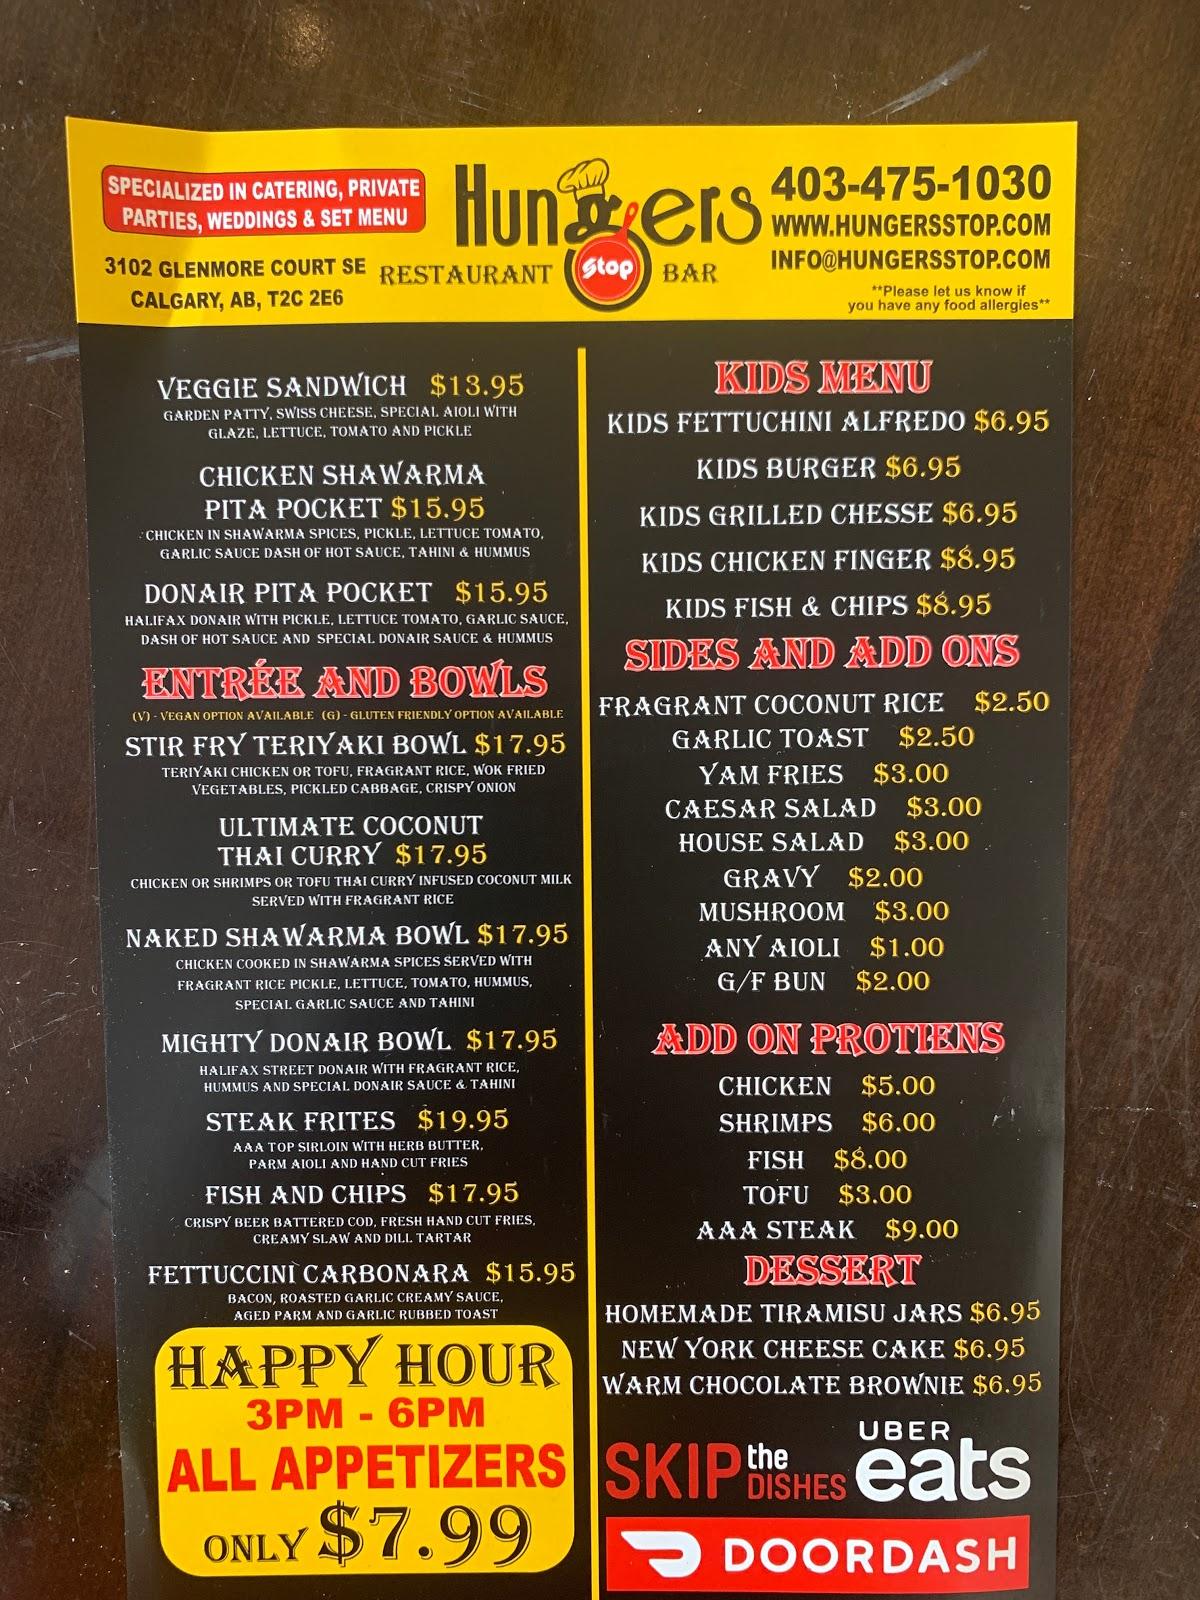 SPECIALIZED IN CATERING, PRIVATE
PARTIES, WEDDINGS & SET MENU
3102 GLENMORE COURT SE
CALGARY, AB, T2C 2E6
Hungers
RESTAURANT stop BAR
403-475-1030
WWW.HUNGERSSTOP.COM
INFO@HUNGERSSTOP.COM
**Please let us know if
you have any food allergies**
VEGGIE SANDWICH $13.95
GARDEN PATTY, SWISS CHEESE, SPECIAL AIOLI WITH
GLAZE, LETTUCE, TOMATO AND PICKLE
CHICKEN SHAWARMA
PITA POCKET $15.95
CHICKEN IN SHAWARMA SPICES, PICKLE, LETTUCE TOMATO,
GARLIC SAUCE DASH OF HOT SAUCE, TAHINI & HUMMUS
DONAIR PITA POCKET $15.95
HALIFAX DONAIR WITH PICKLE, LETTUCE TOMATO, GARLIC SAUCE,
DASH OF HOT SAUCE AND SPECIAL DONAIR SAUCE & HUMMUS
ENTRÉE AND BOWLS
(V) - VEGAN OPTION AVAILABLE (G) - GLUTEN FRIENDLY OPTION AVAILABLE
STIR FRY TERIYAKI BOWL $17.95
TERIYAKI CHICKEN OR TOFU, FRAGRANT RICE, WOK FRIED
VEGETABLES, PICKLED CABBAGE, CRISPY ONION
ULTIMATE COCONUT
THAI CURRY $17.95
CHICKEN OR SHRIMPS OR TOFU THAI CURRY INFUSED COCONUT MILK
SERVED WITH FRAGRANT RICE
NAKED SHAWARMA BOWL $17.95
CHICKEN COOKED IN SHAWARMA SPICES SERVED WITH
FRAGRANT RICE PICKLE, LETTUCE, TOMATO, HUMMUS,
SPECIAL GARLIC SAUCE AND TAHINI
MIGHTY DONAIR BOWL $17.95
HALIFAX STREET DONAIR WITH FRAGRANT RICE,
HUMMUS AND SPECIAL DONAIR SAUCE & TAHINI
STEAK FRITES $19.95
AAA TOP SIRLOIN WITH HERB BUTTER,
PARM AIOLI AND HAND CUT FRIES
FISH AND CHIPS $17.95
CRISPY BEER BATTERED COD, FRESH HAND CUT FRIES,
CREAMY SLAW AND DILL TARTAR
FETTUCCINI CARBONARA $15.95
BACON, ROASTED GARLIC CREAMY SAUCE,
AGED PARM AND GARLIC RUBBED TOAST
HAPPY HOUR
3PM - 6PM
ALL APPETIZERS
ONLY $7.99
KIDS MENU
KIDS FETTUCHINI ALFREDO $6.95
KIDS BURGER $6.95
KIDS GRILLED CHESSE $6.95
KIDS CHICKEN FINGER $8.95
KIDS FISH & CHIPS $8.95
SIDES AND ADD ONS
FRAGRANT COCONUT RICE $2.50
GARLIC TOAST $2.50
YAM FRIES $3.00
CAESAR SALAD $3.00
HOUSE SALAD $3.00
GRAVY $2.00
MUSHROOM $3.00
ANY AIOLI $1.00
G/F BUN $2.00
ADD ON PROTIENS
CHICKEN $5.00
SHRIMPS $6.00
FISH $8.00
TOFU $3.00
AAA STEAK $9.00
DESSERT
HOMEMADE TIRAMISU JARS $6.95
NEW YORK CHEESE CAKE $6.95
WARM CHOCOLATE BROWNIE $6.95
SKIP the DISHES
UBER eats
DOORDASH